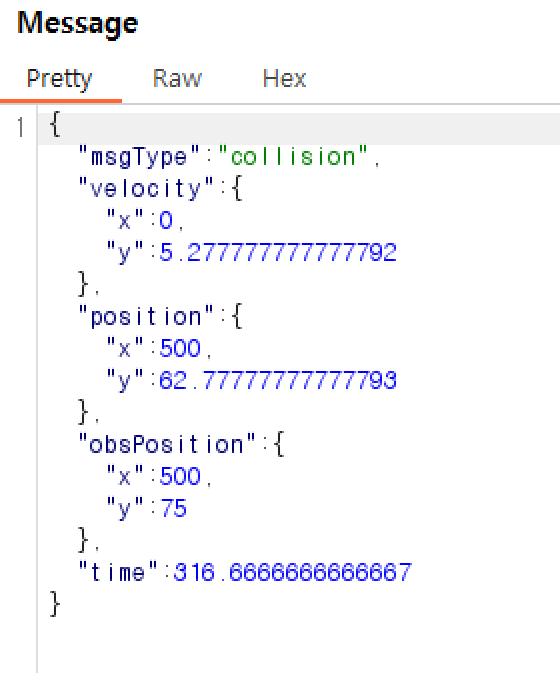 Message
Pretty Raw Hex
1 {
"msgType":"collision",
"velocity":{
"x":0,
"y":5.277777777777792
},
"position":{
"x":500,
"y":62.77777777777793
},
"obsPosition":{
"x":500,
"y":75
},
"time":316.6666666666667
}